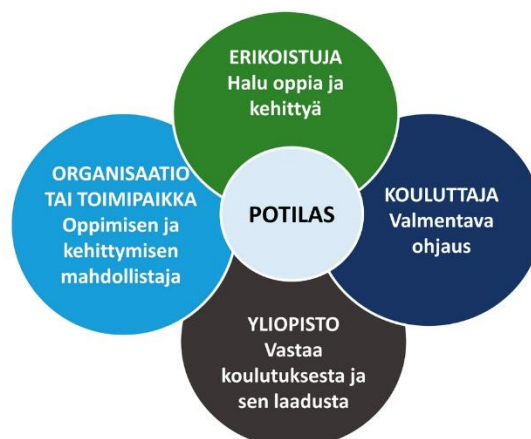 ERIKOISTUJA
Halu oppia ja
kehittyä
ORGANISAATIO
TAI TOIMIPAIKKA
Oppimisen ja
kehittymisen
mahdollistaja
POTILAS
KOULUTTAJA
Valmentava
ohjaus
YLIOPISTO
Vastaa
koulutuksesta ja
sen laadusta